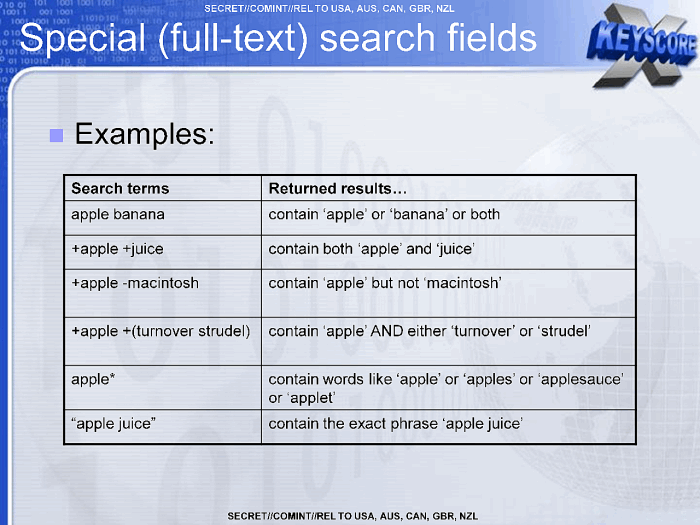 SECRET//COMINT//REL TO USA, AUS, CAN, GBR, NZL
Special (full-text) search fields
XKEYSCORE
Examples:
Search terms Returned results…
apple banana contain ‘apple’ or ‘banana’ or both
+apple +juice contain both ‘apple’ and ‘juice’
+apple -macintosh contain ‘apple’ but not ‘macintosh’
+apple +(turnover strudel) contain ‘apple’ AND either ‘turnover’ or ‘strudel’
apple* contain words like ‘apple’ or ‘apples’ or ‘applesauce’
or ‘applet’
“apple juice” contain the exact phrase ‘apple juice’
SECRET//COMINT//REL TO USA, AUS, CAN, GBR, NZL